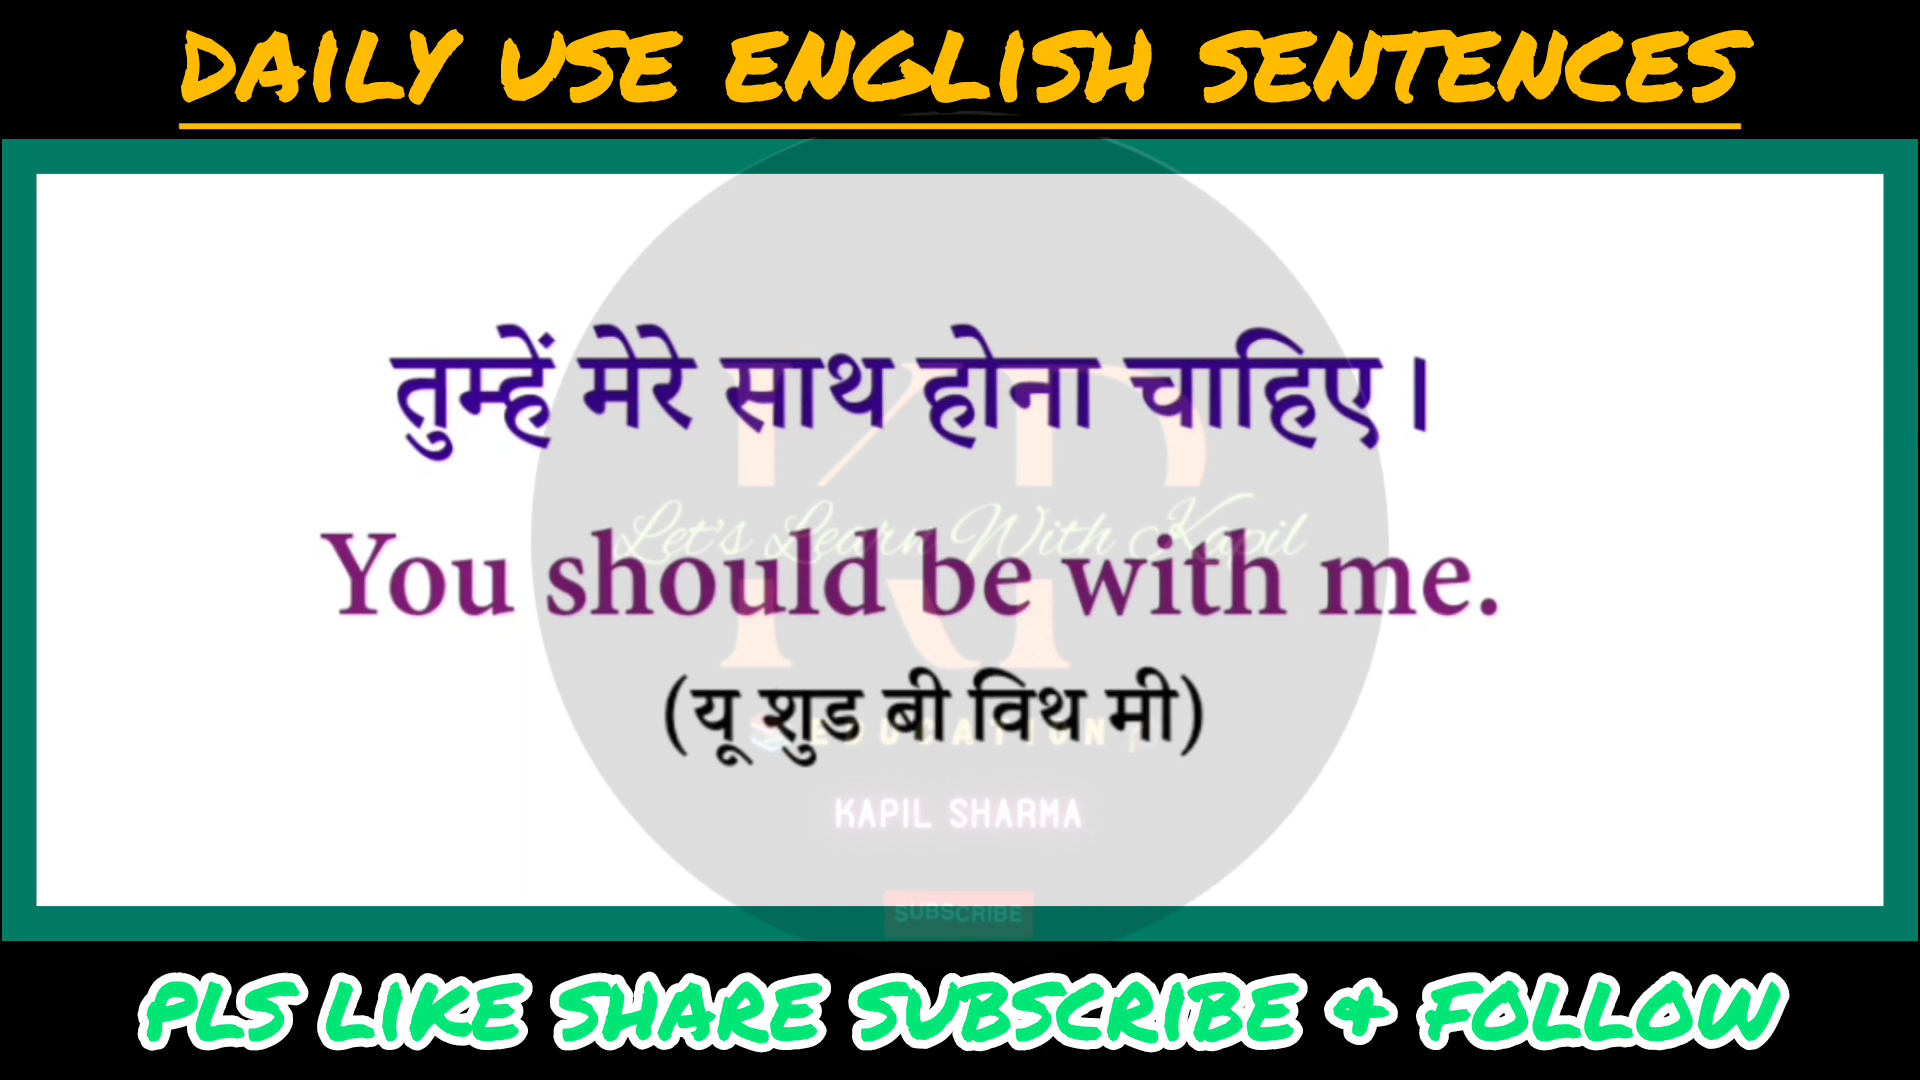 DAILY USE ENGLISH SENTENCES
तुम्हें मेरे साथ होना चाहिए।
Let's Learn With Kapil
You should be with me.
(यू शुड बी विथ मी)
EDUCATION
KAPIL SHARMA
SUBSCRIBE
PLS LIKE SHARE SUBSCRIBE & FOLLOW